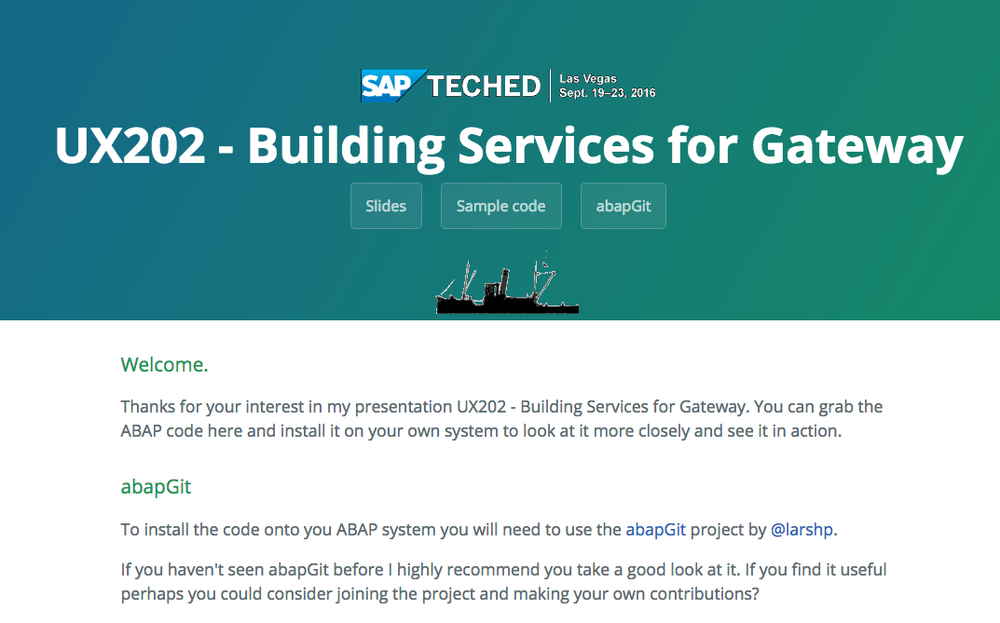 SAP TECHED
Las Vegas
Sept. 19–23, 2016
UX202 - Building Services for Gateway
Slides
Sample code
abapGit
Welcome.
Thanks for your interest in my presentation UX202 - Building Services for Gateway. You can grab the
ABAP code here and install it on your own system to look at it more closely and see it in action.
abapGit
To install the code onto you ABAP system you will need to use the abapGit project by @larshp.
If you haven't seen abapGit before I highly recommend you take a good look at it. If you find it useful
perhaps you could consider joining the project and making your own contributions?